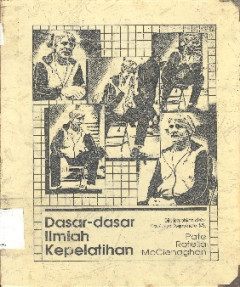 Dasar-dasar
Ilmiah
Kepelatihan
Pate
Rotella
McClenaghan